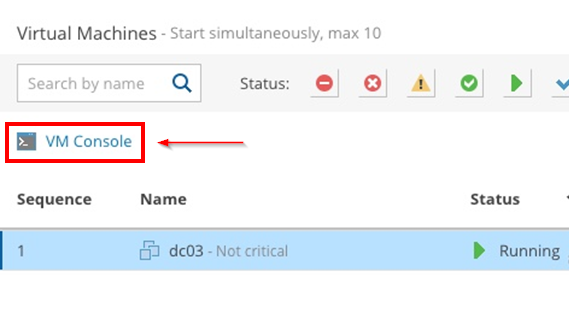 Virtual Machines - Start simultaneously, max 10
Search by name
Status:
VM Console
Sequence Name Status
1 dc03 - Not critical Running